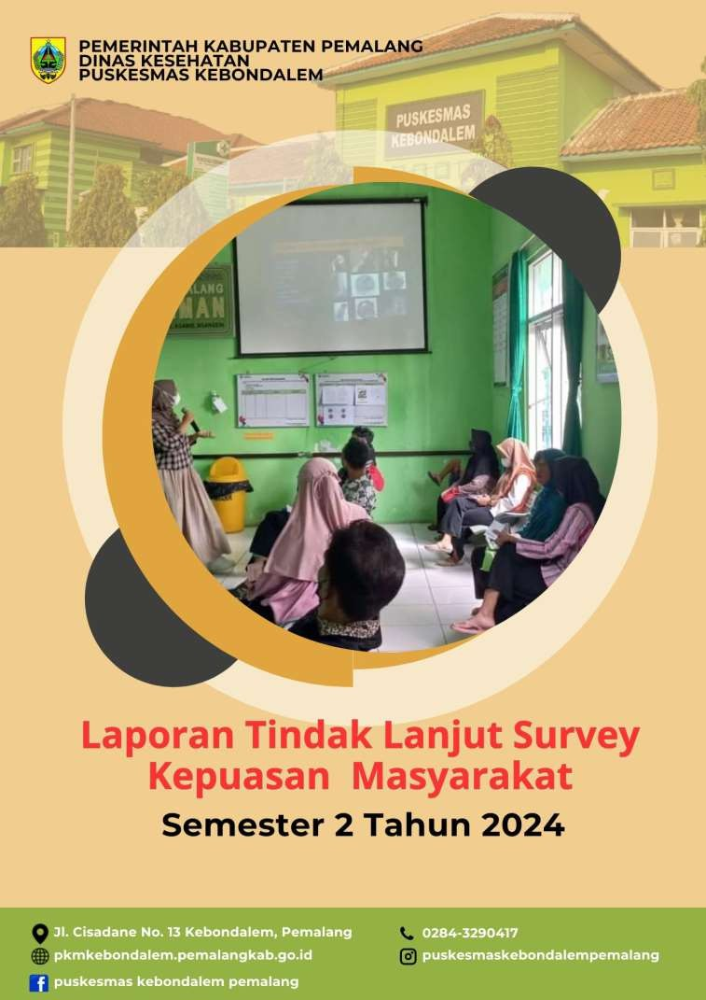 PEMERINTAH KABUPATEN PEMALANG
DINAS KESEHATAN
PUSKESMAS KEBONDALEM
PUSKESMAS
KEBONDALEM
Laporan Tindak Lanjut Survey
Kepuasan Masyarakat
Semester 2 Tahun 2024
Jl. Cisadane No. 13 Kebondalem, Pemalang
pkmkebondalem.pemalangkab.go.id
puskesmas kebondalem pemalang
0284-3290417
puskesmaskebondalempemalang